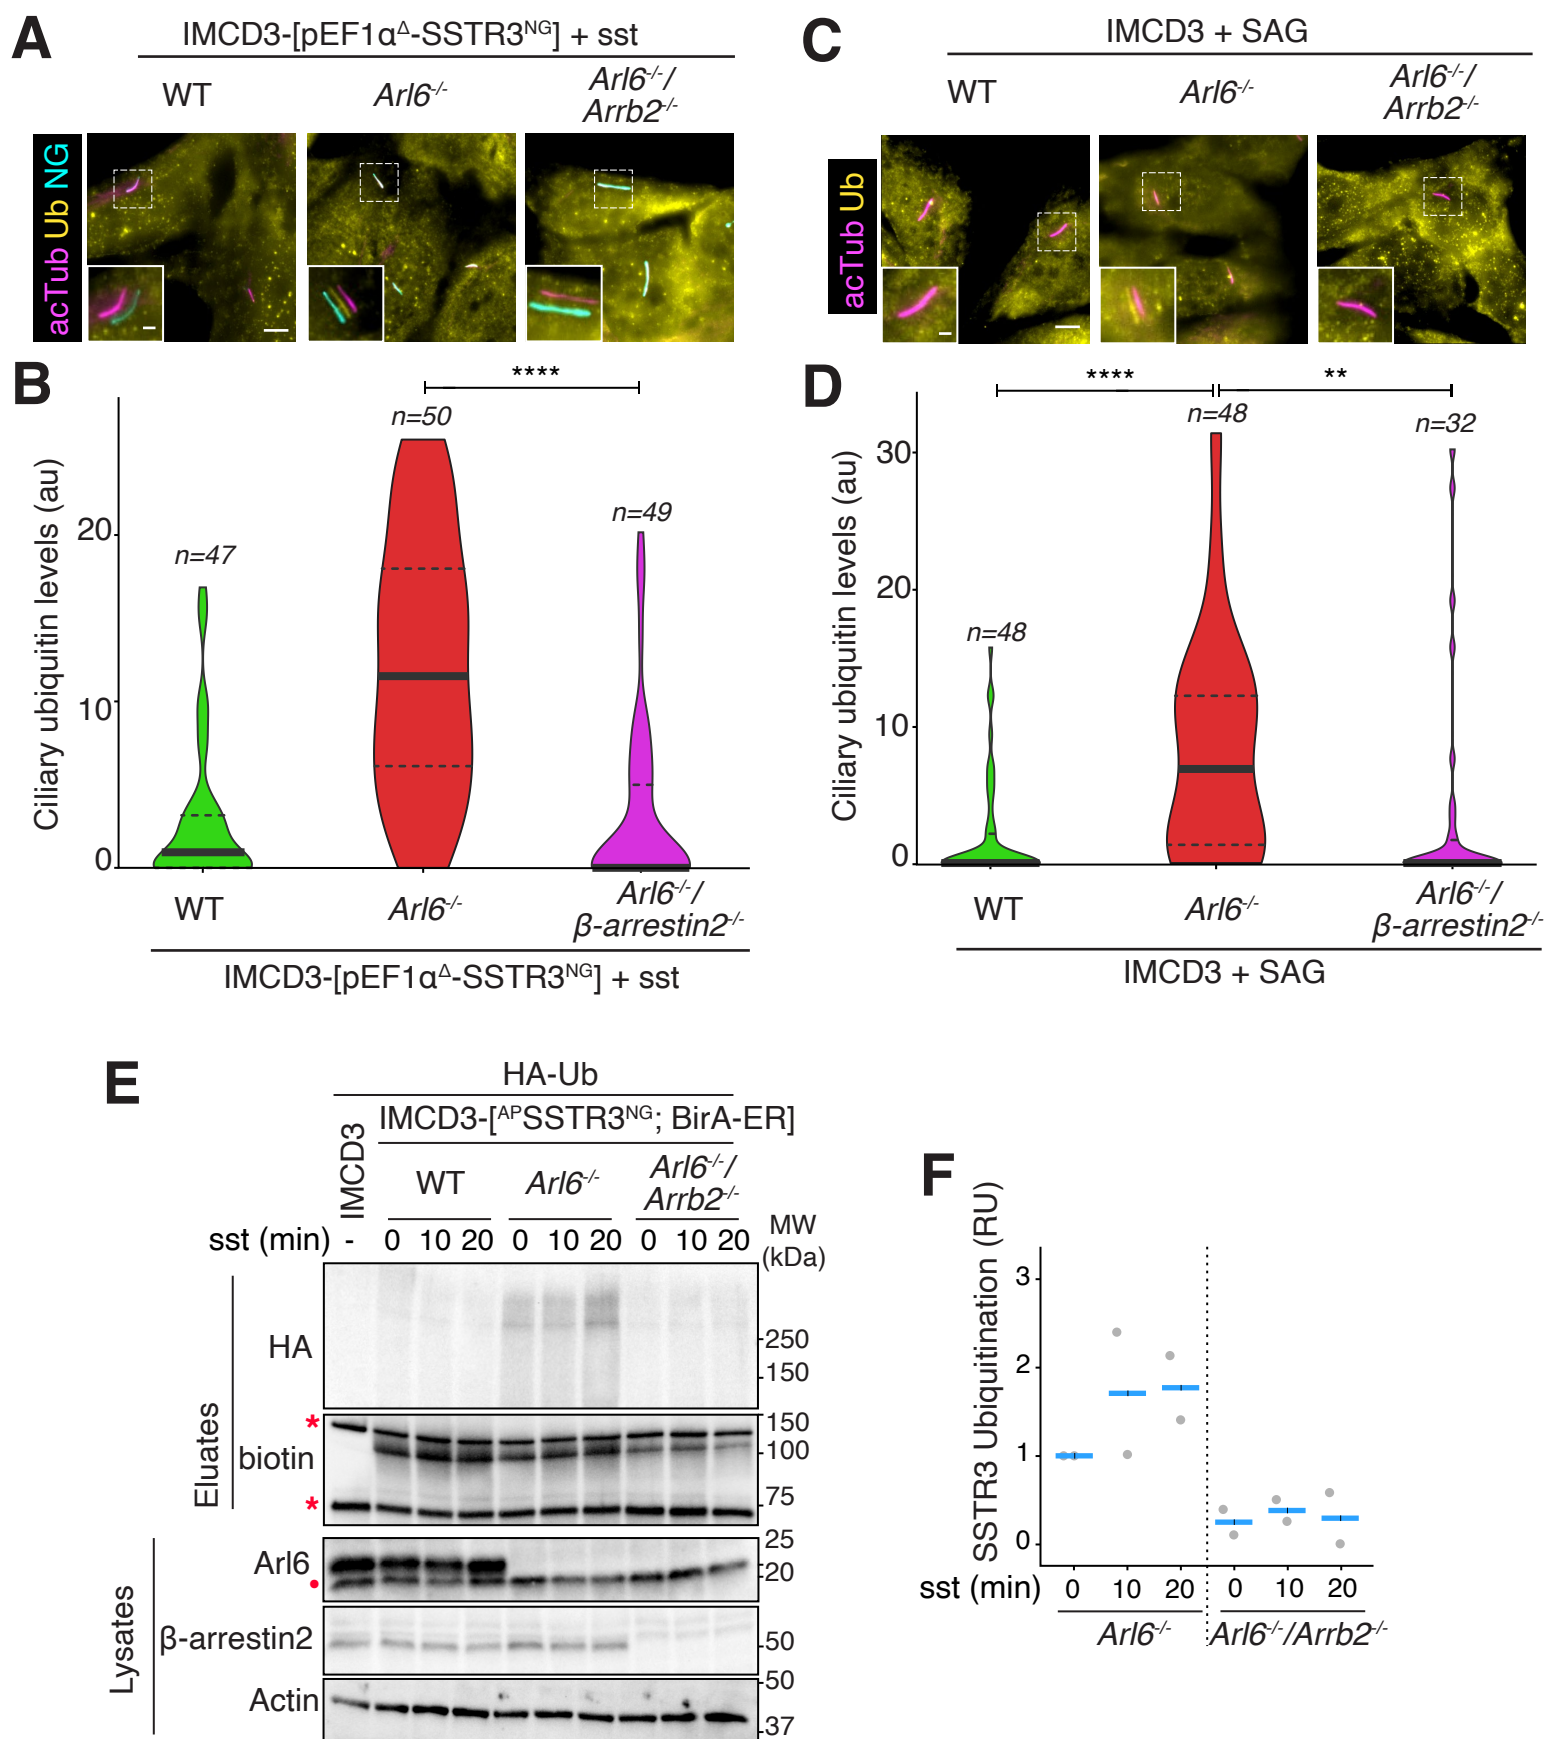 A
IMCD3-[pEF1αΔ-SSTR3NG] + sst
WT
Arl6-/-
Arl6-/-/
Arrb2-/-
acTub Ub NG
B
****
Ciliary ubiquitin levels (au)
20
10
0
n=47
n=50
n=49
WT
Arl6-/-
Arl6-/-/
β-arrestin2-/-
IMCD3-[pEF1αΔ-SSTR3NG] + sst
C
IMCD3 + SAG
WT
Arl6-/-
Arl6-/-/
Arrb2-/-
acTub Ub
D
****
**
Ciliary ubiquitin levels (au)
30
20
10
0
n=48
n=48
n=32
WT
Arl6-/-
Arl6-/-/
β-arrestin2-/-
IMCD3 + SAG
E
HA-Ub
IMCD3
IMCD3-[APSSTR3NG; BirA-ER]
WT
Arl6-/-
Arl6-/-/
Arrb2-/-
sst (min) - 0 10 20 0 10 20 0 10 20
MW
(kDa)
Eluates
HA
250
150
*
biotin
*
150
100
75
Lysates
Arl6
25
20
β-arrestin2
50
Actin
50
37
F
SSTR3 Ubiquitination (RU)
3
2
1
0
sst (min) 0 10 20 0 10 20
Arl6-/-
Arl6-/-/Arrb2-/-